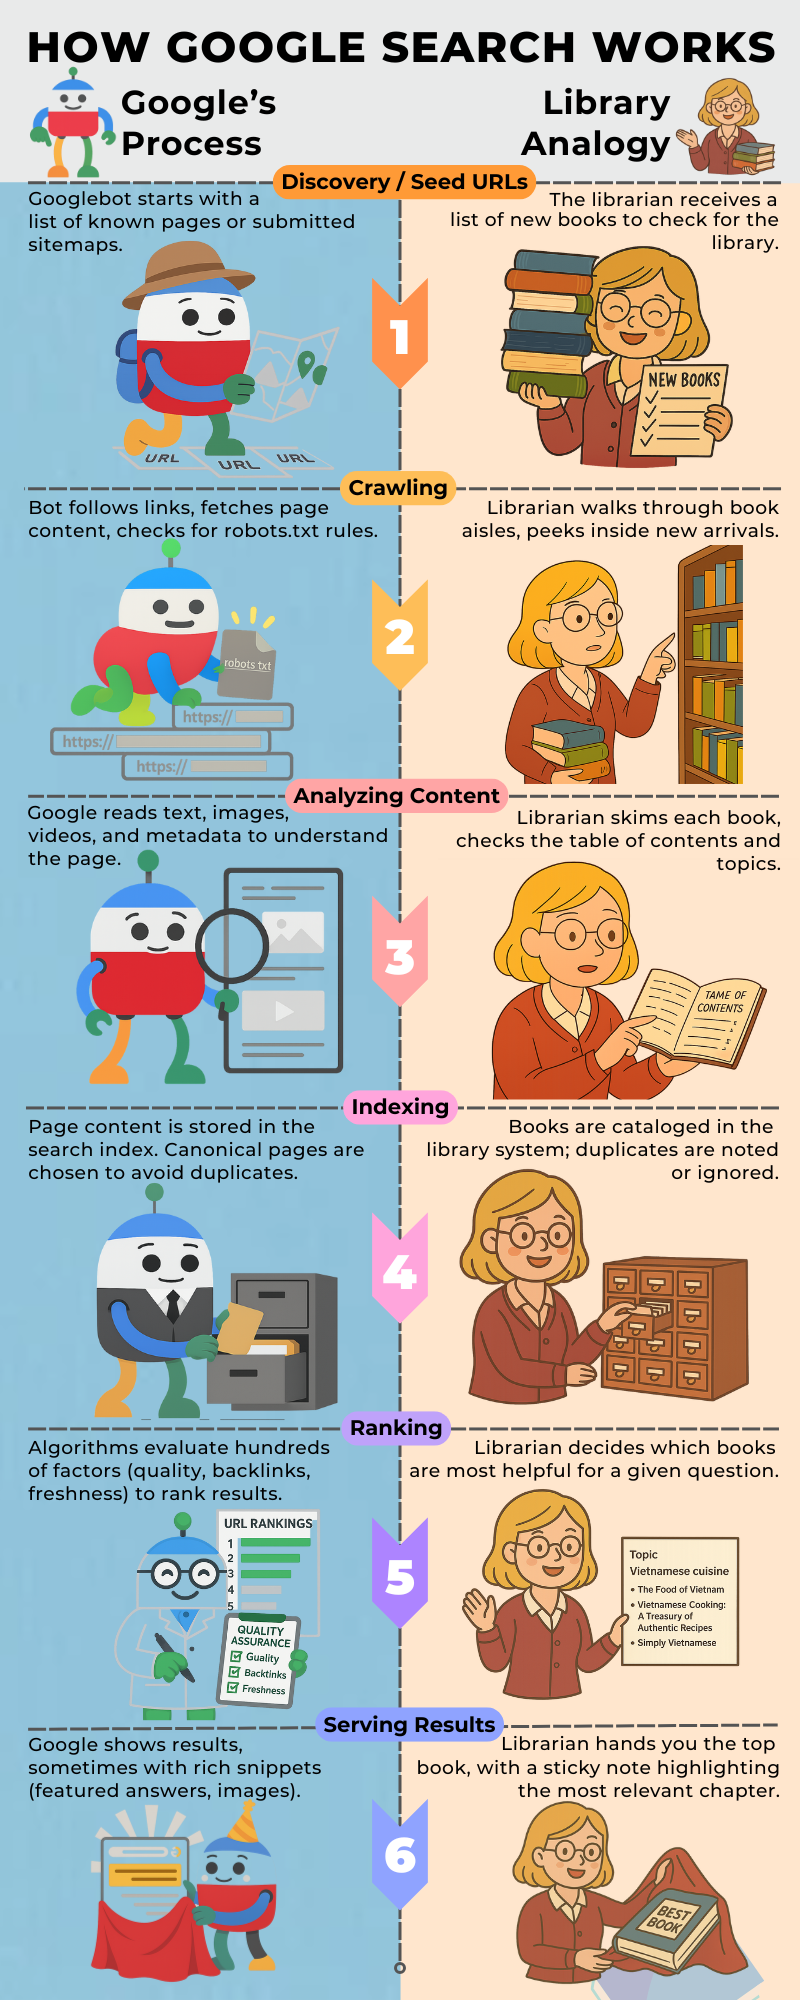 HOW GOOGLE SEARCH WORKS
Google's
Process
Library
Analogy
Discovery / Seed URLs
Googlebot starts with a
list of known pages or submitted
sitemaps.
The librarian receives a
list of new books to check for the
library.
1
NEW BOOKS
URL
URL
URL
Crawling
Bot follows links, fetches page
content, checks for robots.txt rules.
Librarian walks through book
aisles, peeks inside new arrivals.
2
robots txt
https://
https://
https://
Analyzing Content
Google reads text, images,
videos, and metadata to understand
the page.
Librarian skims each book,
checks the table of contents and
topics.
3
TAME OF
CONTENTS
Indexing
Page content is stored in the
search index. Canonical pages are
chosen to avoid duplicates.
Books are cataloged in the
library system; duplicates are noted
or ignored.
4
Ranking
Algorithms evaluate hundreds
of factors (quality, backlinks,
freshness) to rank results.
Librarian decides which books
are most helpful for a given question.
5
URL RANKINGS
1
2
3
4
5
QUALITY
ASSURANCE
Guality
Backtinks
Freshness
Topic
Vietnamese cuisine
• The Food of Vietnam
• Vietnamese Cooking:
A Treasury of
Authentic Recipes
• Simply Vietnamese
Serving Results
Google shows results,
sometimes with rich snippets
(featured answers, images).
Librarian hands you the top
book, with a sticky note highlighting
the most relevant chapter.
6
BEST
BOOK